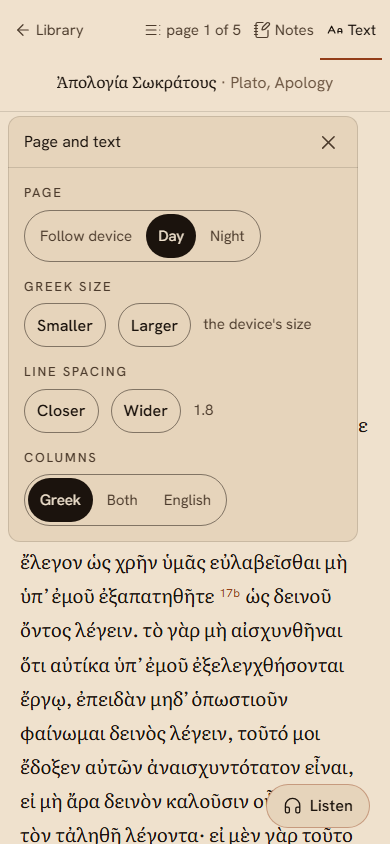 ← Library
page 1 of 5
Notes
Aa Text
Ἀπολογία Σωκράτους · Plato, Apology
Page and text
PAGE
Follow device
Day
Night
GREEK SIZE
Smaller
Larger
the device's size
LINE SPACING
Closer
Wider
1.8
ε
COLUMNS
Greek
Both
English
ἔλεγον ὡς χρῆν ὑμᾶς εὐλαβεῖσθαι μὴ
ὑπ’ ἐμοῦ ἐξαπατηθῆτε 17b ὡς δεινοῦ
ὄντος λέγειν. τὸ γὰρ μὴ αἰσχυνθῆναι
ὅτι αὐτίκα ὑπ’ ἐμοῦ ἐξελεγχθήσονται
ἔργῳ, ἐπειδὰν μηδ’ ὁπωστιοῦν
φαίνωμαι δεινὸς λέγειν, τοῦτό μοι
ἔδοξεν αὐτῶν ἀναισχυντότατον εἶναι,
εἰ μὴ ἄρα δεινὸν καλοῦσιν
Listen
τὸν τἀληθῆ λέγοντα· εἰ μὲν γὰρ τοῦτο